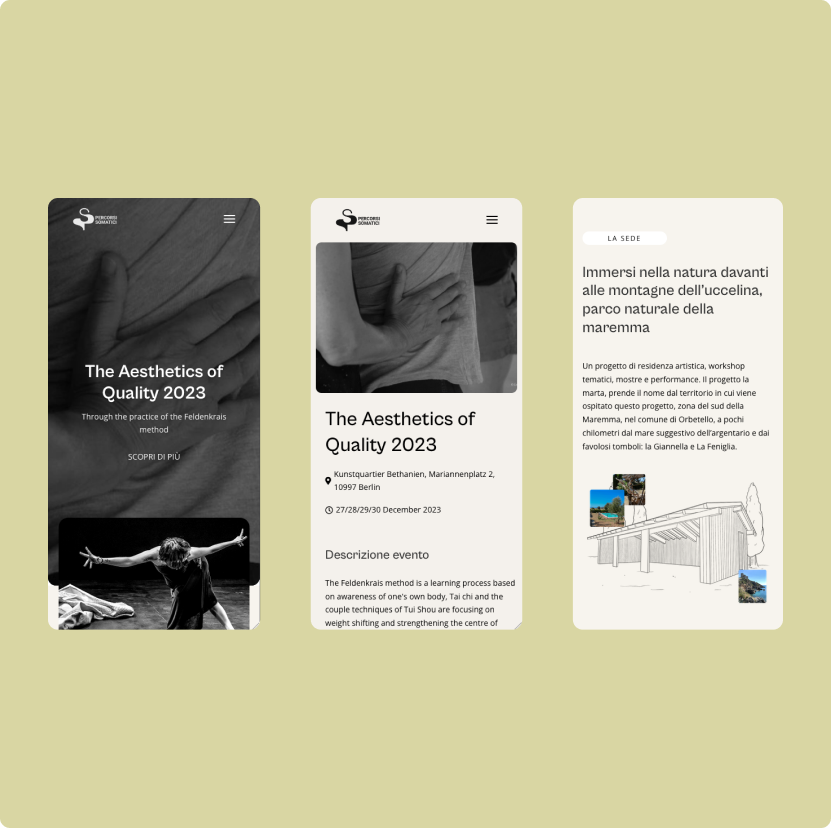 PERCORSI
SOMATICI
The Aesthetics of
Quality 2023
Through the practice of the Feldenkrais
method
SCOPRI DI PIÙ
PERCORSI
SOMATICI
The Aesthetics of
Quality 2023
Kunstquartier Bethanien, Mariannenplatz 2,
10997 Berlin
27/28/29/30 December 2023
Descrizione evento
The Feldenkrais method is a learning process based
on awareness of one's own body, Tai chi and the
couple techniques of Tui Shou are focusing on
weight shifting and strengthening the centre of
LA SEDE
Immersi nella natura davanti
alle montagne dell'uccelina,
parco naturale della
maremma
Un progetto di residenza artistica, workshop
tematici, mostre e performance. Il progetto la
marta, prende il nome dal territorio in cui viene
ospitato questo progetto, zona del sud della
Maremma, nel comune di Orbetello, a pochi
chilometri dal mare suggestivo dell'argentario e dai
favolosi tomboli: la Giannella e La Feniglia.